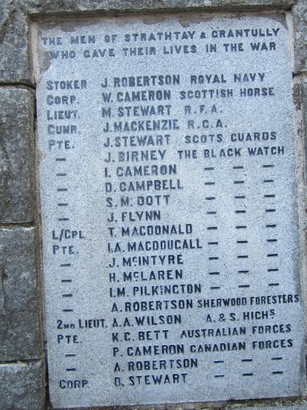 THE MEN OF STRATHTAY & GRANTULLY
WHO GAVE THEIR LIVES IN THE WAR
STOKER J. ROBERTSON ROYAL NAVY
CORP. W. CAMERON SCOTTISH HORSE
LIEUT. M. STEWART R.F.A.
GUNR. J. MACKENZIE R.G.A.
PTE. J. STEWART SCOTS GUARDS
— J. BIRNEY THE BLACK WATCH
— I. CAMERON — — —
— D. CAMPBELL — — —
— S. M. DOTT — — —
— J. FLYNN — — —
L/CPL T. MACDONALD — — —
PTE. I. A. MACDOUGALL — — —
— J. McINTYRE — — —
— H. McLAREN — — —
— I. M. PILKINGTON — — —
— A. ROBERTSON SHERWOOD FORESTERS
2ND LIEUT. A. A. WILSON A. & S. HIGHS
PTE. K. C. BETT AUSTRALIAN FORCES
— P. CAMERON CANADIAN FORCES
— A. ROBERTSON — — —
CORP. D. STEWART — — —